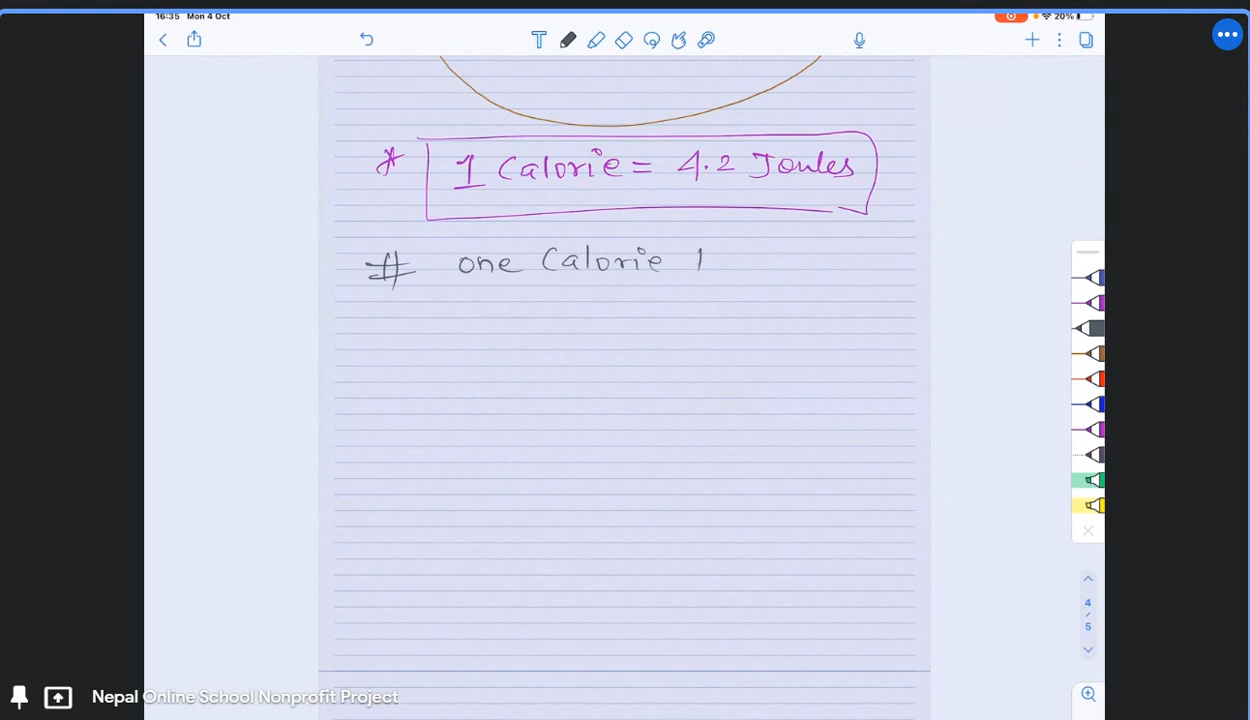 16:35 Mon 4 Oct
20%
T
* 1 Calorie = 4.2 Joules
# one Calorie
4
/
5
Nepal Online School Nonprofit Project